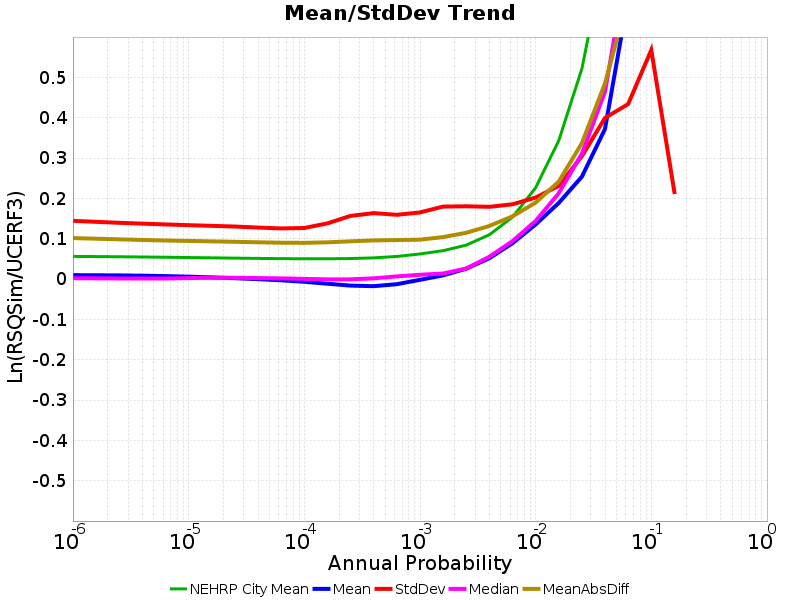 Mean/StdDev Trend
Ln(RSQSim/UCERF3)
0.5
0.4
0.3
0.2
0.1
0
-0.1
-0.2
-0.3
-0.4
-0.5
10-6 10-5 10-4 10-3 10-2 10-1 100
Annual Probability
NEHRP City Mean Mean StdDev Median MeanAbsDiff